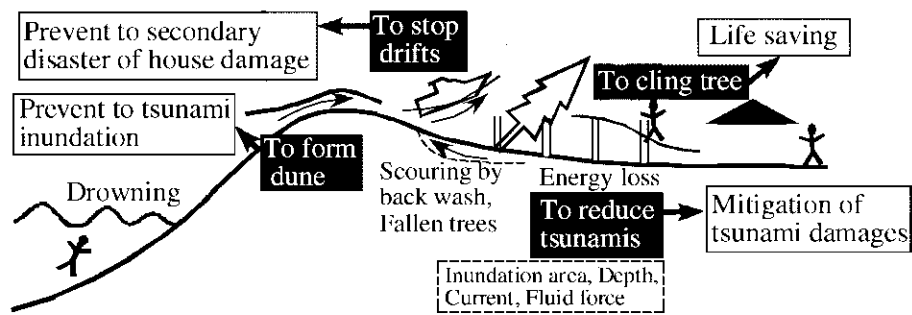 Prevent to secondary
disaster of house damage
To stop
drifts
Life saving
To cling tree
Prevent to tsunami
inundation
To form
dune
Drowning
Scouring by
back wash,
Fallen trees
Energy loss
To reduce
tsunamis
Mitigation of
tsunami damages
Inundation area, Depth,
Current, Fluid force